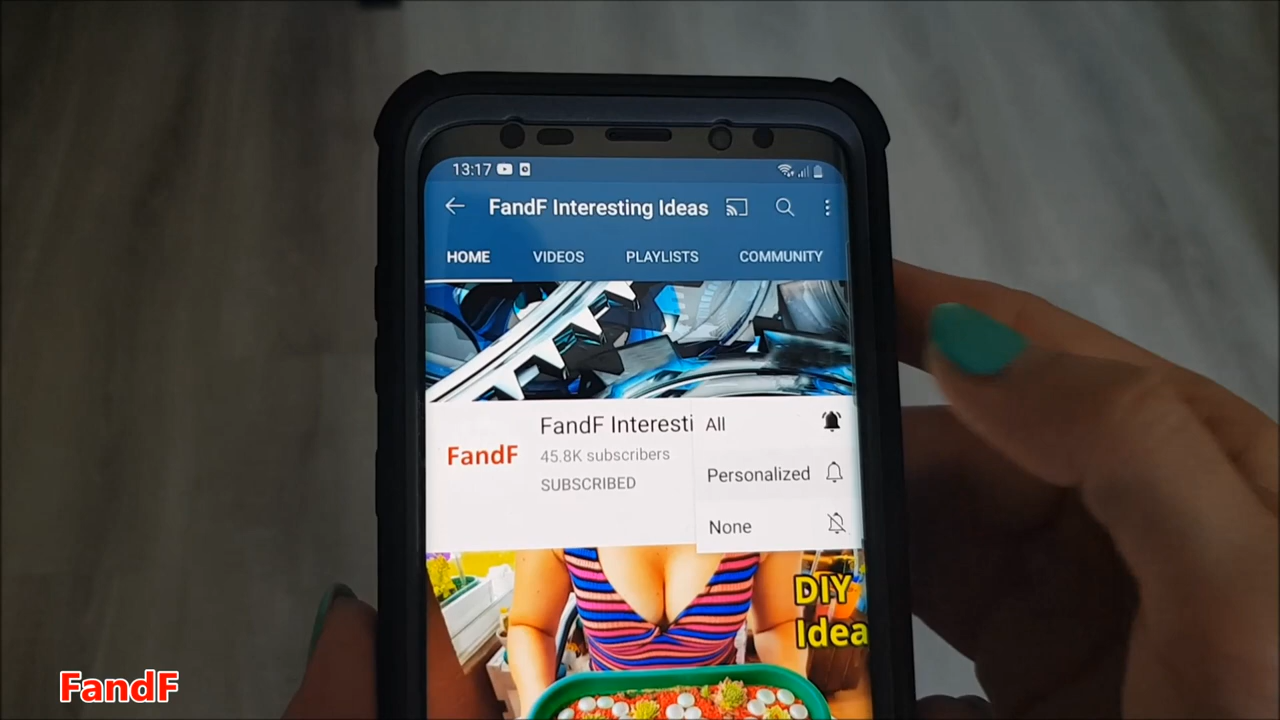 13:17
FandF Interesting Ideas
HOME VIDEOS PLAYLISTS COMMUNITY
FandF
FandF Interesti
45.8K subscribers
SUBSCRIBED
All
Personalized
None
DIY
Idea
FandF